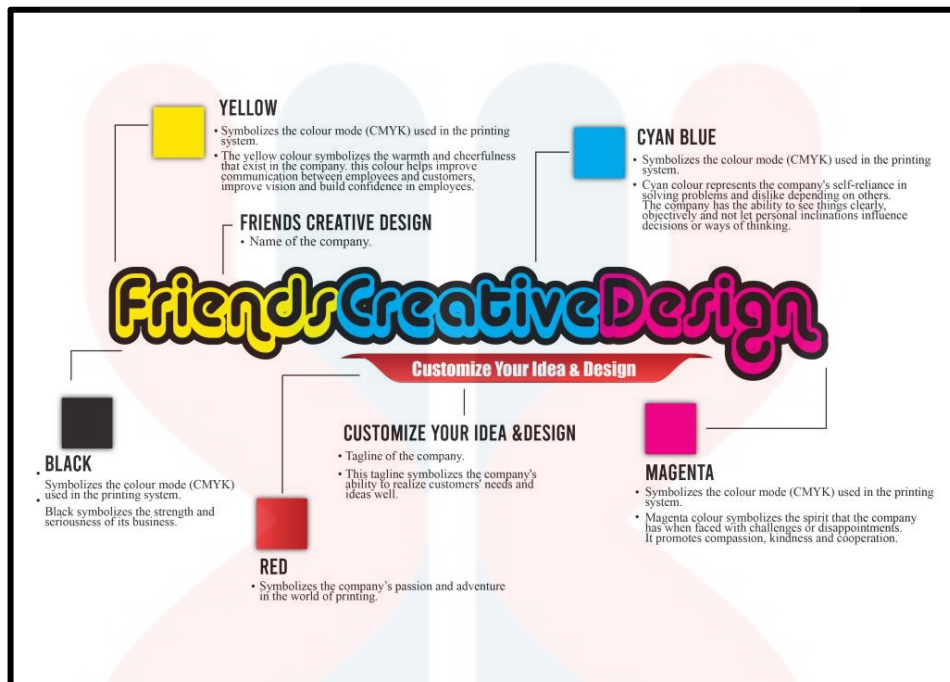 YELLOW
• Symbolizes the colour mode (CMYK) used in the printing
system.
• The yellow colour symbolizes the warmth and cheerfulness
that exist in the company. this colour helps improve
communication between employees and customers,
improve vision and build confidence in employees.
FRIENDS CREATIVE DESIGN
• Name of the company.
CYAN BLUE
• Symbolizes the colour mode (CMYK) used in the printing
system.
• Cyan colour represents the company's self-reliance in
solving problems and dislike depending on others.
The company has the ability to see things clearly,
objectively and not let personal inclinations influence
decisions or ways of thinking.
FriendsCreativeDesign
Customize Your Idea & Design
BLACK
• Symbolizes the colour mode (CMYK)
used in the printing system.
• Black symbolizes the strength and
seriousness of its business.
RED
• Symbolizes the company's passion and adventure
in the world of printing.
CUSTOMIZE YOUR IDEA &DESIGN
• Tagline of the company.
• This tagline symbolizes the company's
ability to realize customers' needs and
ideas well.
MAGENTA
• Symbolizes the colour mode (CMYK) used in the printing
system.
• Magenta colour symbolizes the spirit that the company
has when faced with challenges or disappointments.
It promotes compassion, kindness and cooperation.